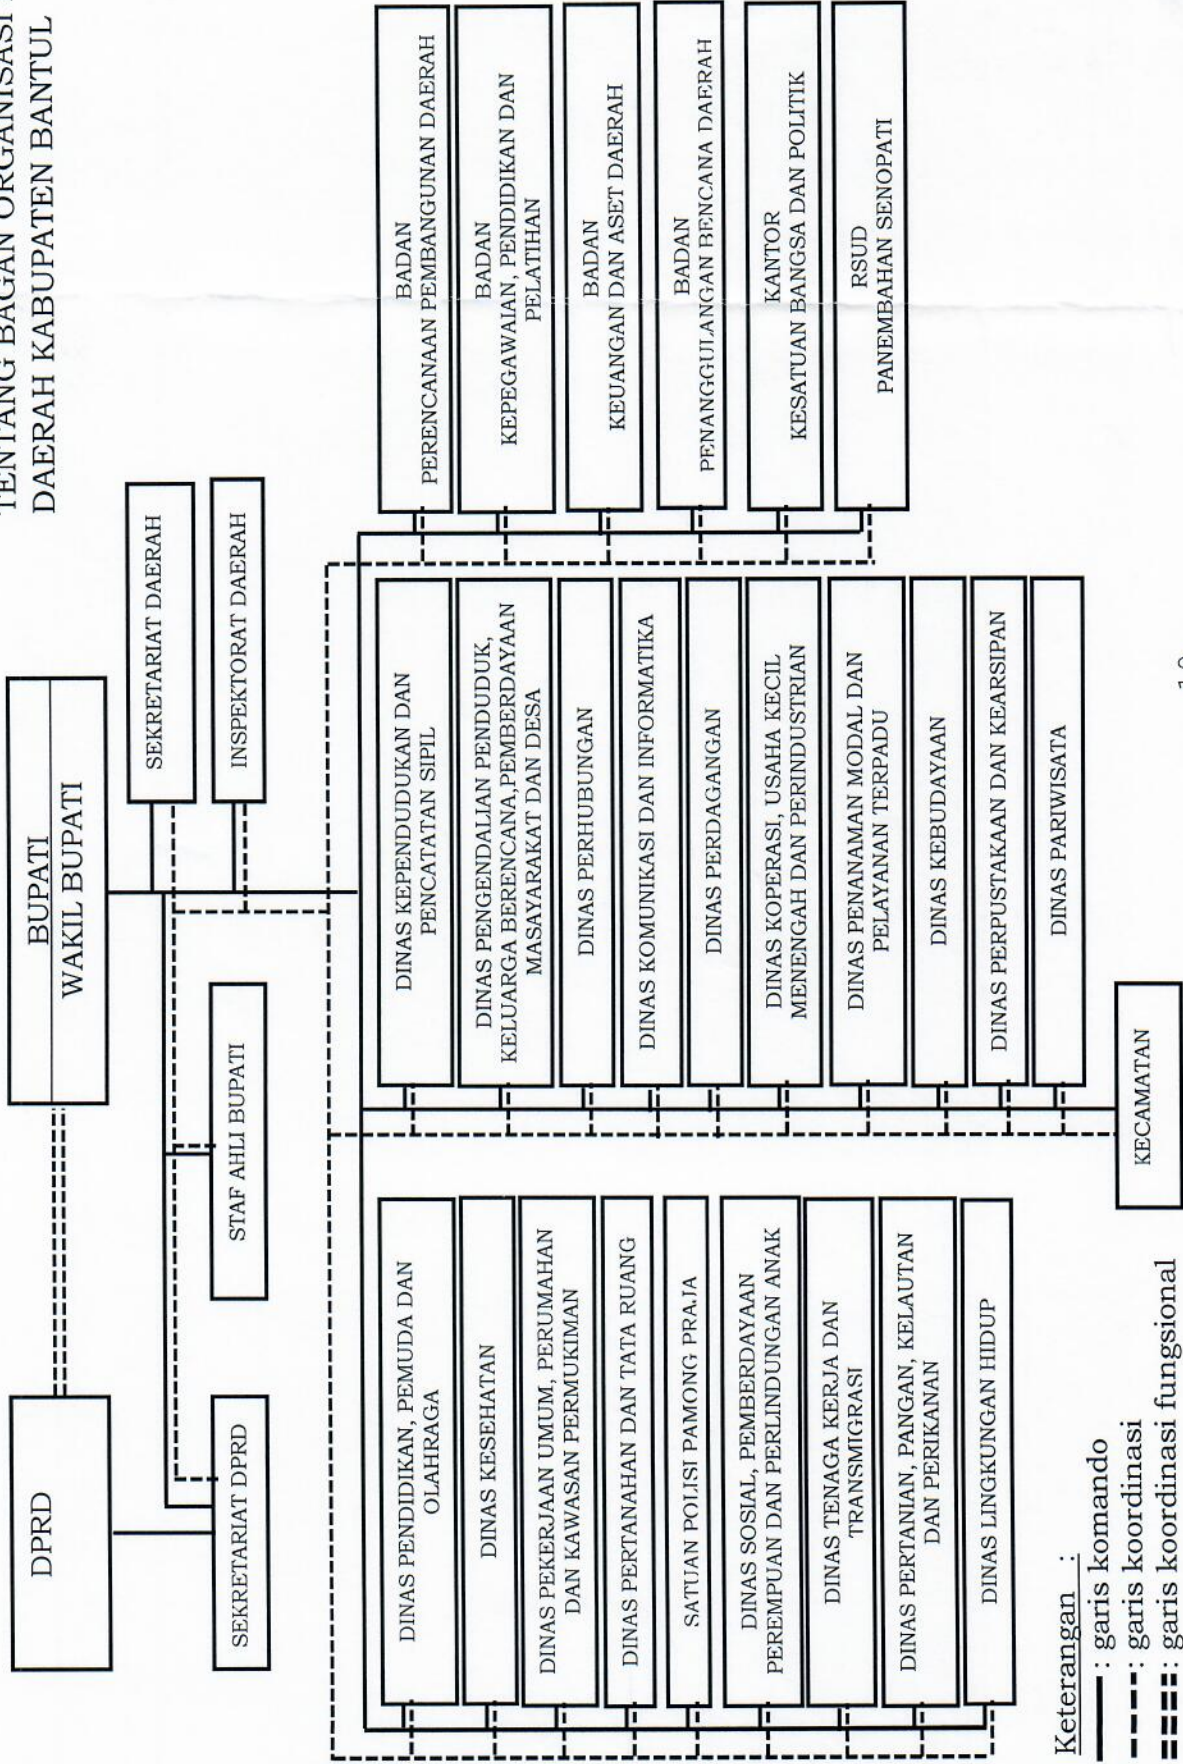 TENTANG BAGAN ORGANISASI
DAERAH KABUPATEN BANTUL
DPRD
BUPATI
WAKIL BUPATI
SEKRETARIAT DAERAH
INSPEKTORAT DAERAH
SEKRETARIAT DPRD
STAF AHLI BUPATI
DINAS PENDIDIKAN, PEMUDA DAN
OLAHRAGA
DINAS KESEHATAN
DINAS PEKERJAAN UMUM, PERUMAHAN
DAN KAWASAN PERMUKIMAN
DINAS PERTANAHAN DAN TATA RUANG
SATUAN POLISI PAMONG PRAJA
DINAS SOSIAL, PEMBERDAYAAN
PEREMPUAN DAN PERLINDUNGAN ANAK
DINAS TENAGA KERJA DAN
TRANSMIGRASI
DINAS PERTANIAN, PANGAN, KELAUTAN
DAN PERIKANAN
DINAS LINGKUNGAN HIDUP
DINAS KEPENDUDUKAN DAN
PENCATATAN SIPIL
DINAS PENGENDALIAN PENDUDUK,
KELUARGA BERENCANA,PEMBERDAYAAN
MASAYARAKAT DAN DESA
DINAS PERHUBUNGAN
DINAS KOMUNIKASI DAN INFORMATIKA
DINAS PERDAGANGAN
DINAS KOPERASI, USAHA KECIL
MENENGAH DAN PERINDUSTRIAN
DINAS PENANAMAN MODAL DAN
PELAYANAN TERPADU
DINAS KEBUDAYAAN
DINAS PERPUSTAKAAN DAN KEARSIPAN
DINAS PARIWISATA
BADAN
PERENCANAAN PEMBANGUNAN DAERAH
BADAN
KEPEGAWAIAN, PENDIDIKAN DAN
PELATIHAN
BADAN
KEUANGAN DAN ASET DAERAH
BADAN
PENANGGULANGAN BENCANA DAERAH
KANTOR
KESATUAN BANGSA DAN POLITIK
RSUD
PANEMBAHAN SENOPATI
KECAMATAN
Keterangan :
: garis komando
: garis koordinasi
: garis koordinasi fungsional